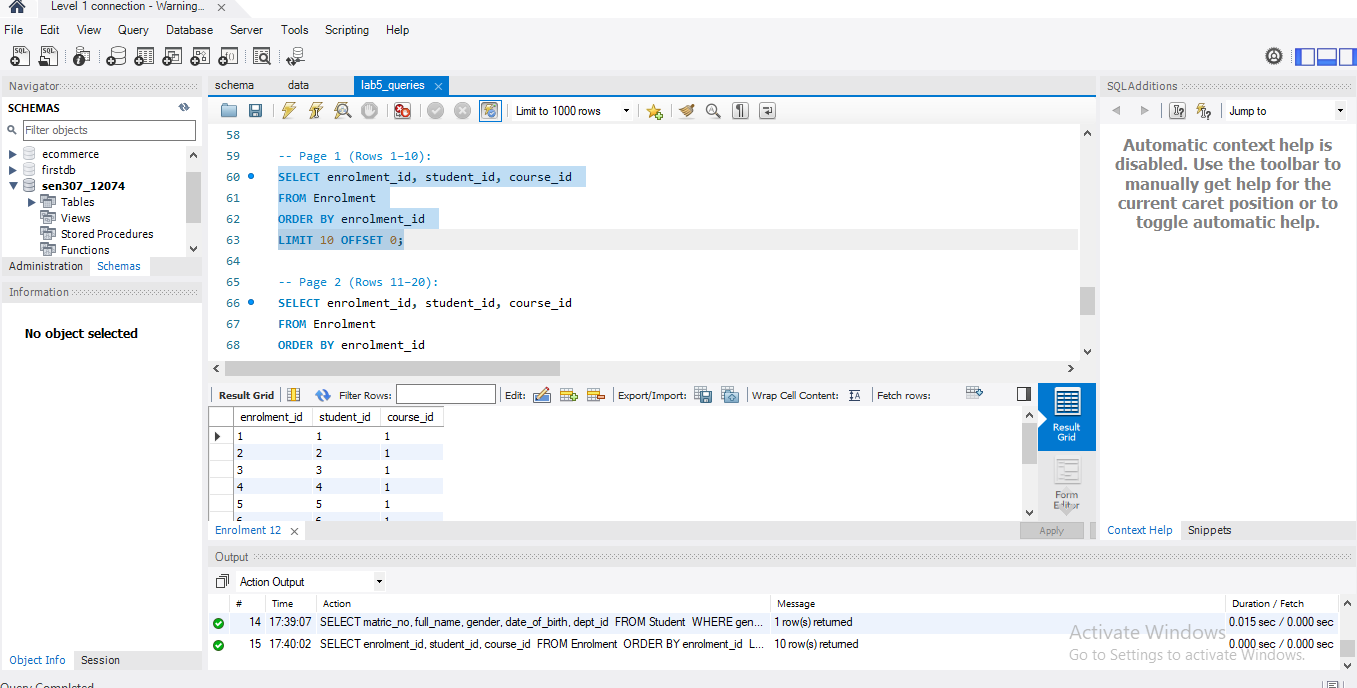 Level 1 connection - Warning...
File Edit View Query Database Server Tools Scripting Help
Navigator
SCHEMAS
Filter objects
ecommerce
firstdb
sen307_12074
Tables
Views
Stored Procedures
Functions
Administration Schemas
Information
No object selected
Object Info Session
Query Completed
schema data lab5_queries
Limit to 1000 rows
58
59 -- Page 1 (Rows 1–10):
60 SELECT enrolment_id, student_id, course_id
61 FROM Enrolment
62 ORDER BY enrolment_id
63 LIMIT 10 OFFSET 0;
64
65 -- Page 2 (Rows 11–20):
66 SELECT enrolment_id, student_id, course_id
67 FROM Enrolment
68 ORDER BY enrolment_id
Result Grid Filter Rows: Edit: Export/Import: Wrap Cell Content: Fetch rows:
enrolment_id student_id course_id
1 1 1
2 2 1
3 3 1
4 4 1
5 5 1
6 6 1
Result
Grid
Form
Editor
Enrolment 12
Apply
Output
Action Output
# Time Action Message Duration / Fetch
14 17:39:07 SELECT matric_no, full_name, gender, date_of_birth, dept_id FROM Student WHERE gen... 1 row(s) returned 0.015 sec / 0.000 sec
15 17:40:02 SELECT enrolment_id, student_id, course_id FROM Enrolment ORDER BY enrolment_id L... 10 row(s) returned 0.000 sec / 0.000 sec
SQLAdditions
Jump to
Automatic context help is
disabled. Use the toolbar to
manually get help for the
current caret position or to
toggle automatic help.
Context Help Snippets
Activate Windows
Go to Settings to activate Windows.